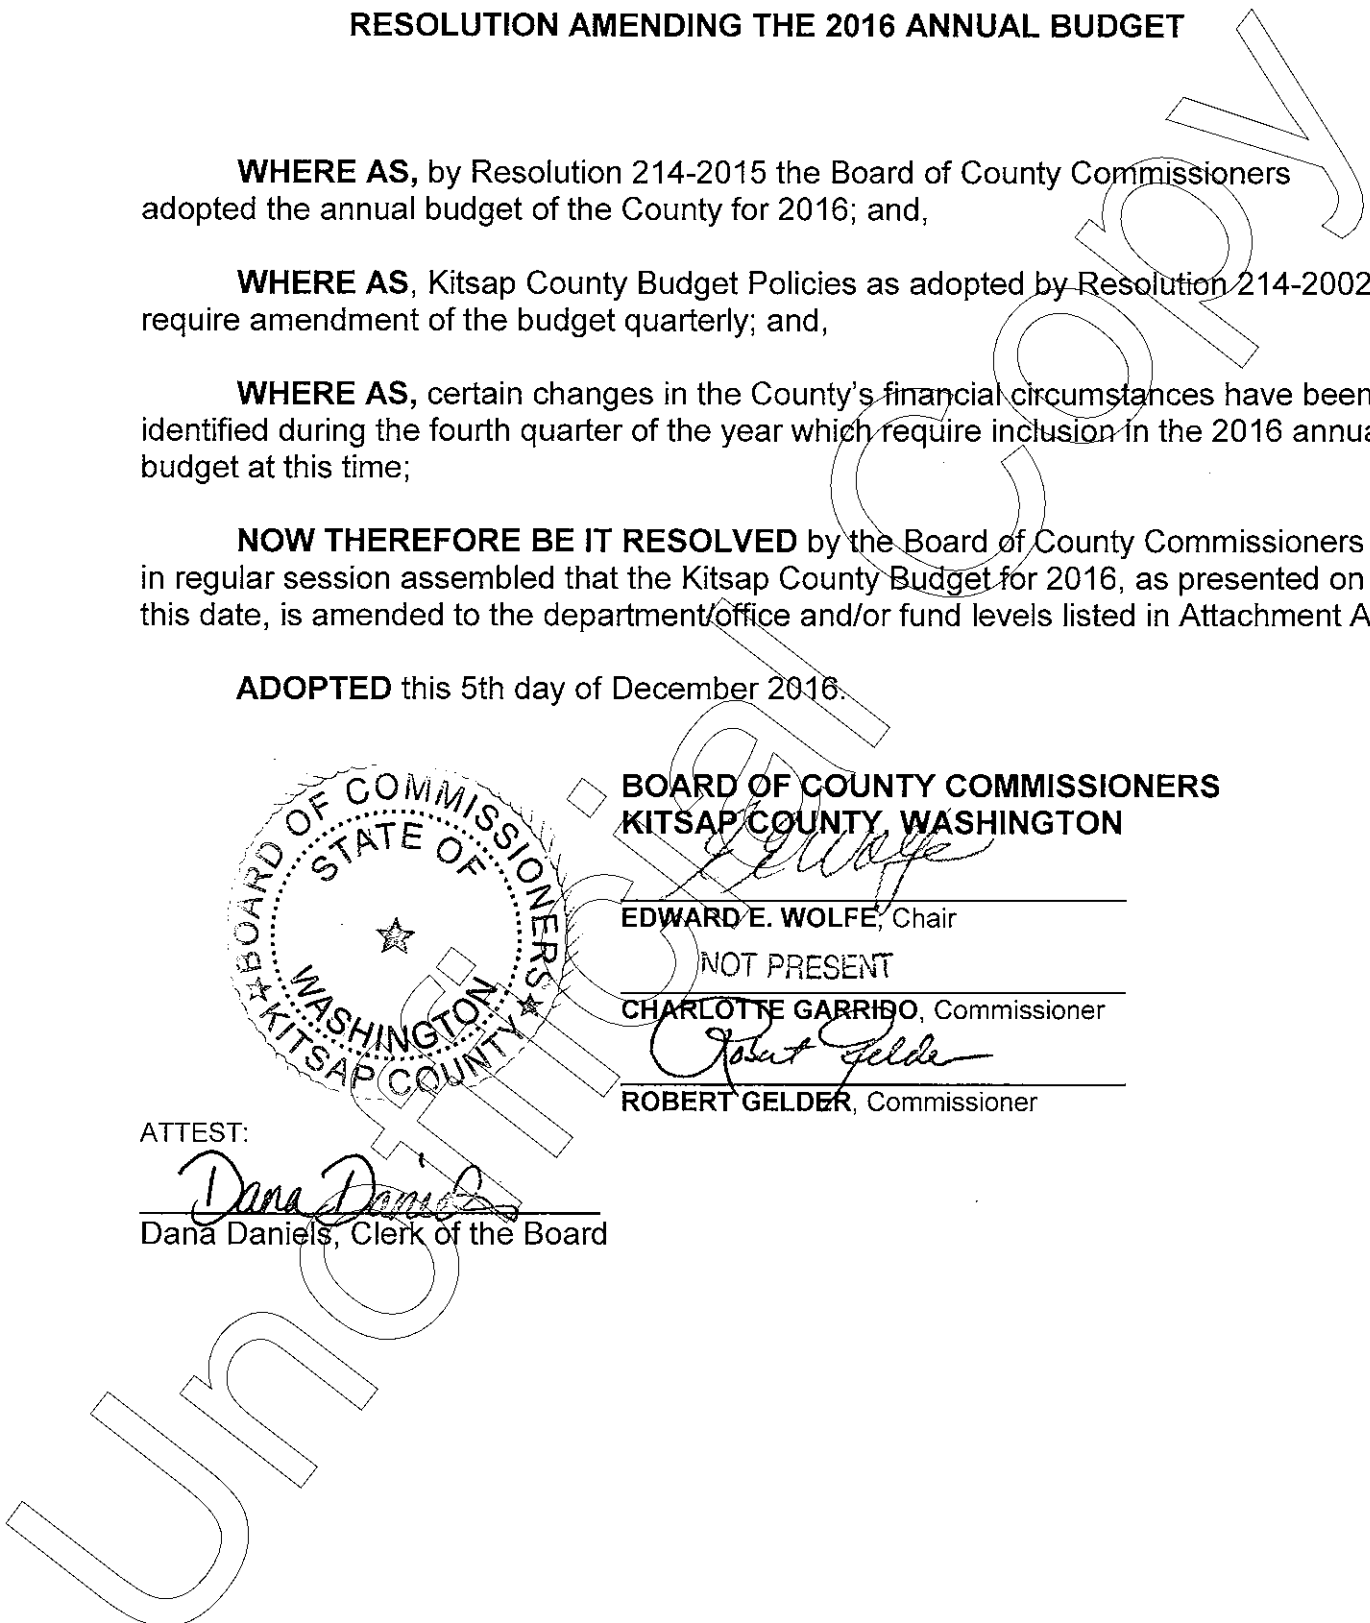 RESOLUTION AMENDING THE 2016 ANNUAL BUDGET
WHERE AS, by Resolution 214-2015 the Board of County Commissioners
adopted the annual budget of the County for 2016; and,
WHERE AS, Kitsap County Budget Policies as adopted by Resolution 214-2002
require amendment of the budget quarterly; and,
WHERE AS, certain changes in the County's financial circumstances have been
identified during the fourth quarter of the year which require inclusion in the 2016 annua
budget at this time;
NOW THEREFORE BE IT RESOLVED by the Board of County Commissioners
in regular session assembled that the Kitsap County Budget for 2016, as presented on
this date, is amended to the department/office and/or fund levels listed in Attachment A
ADOPTED this 5th day of December 2016.
BOARD OF COMMISSIONERS
STATE OF
WASHINGTON
KITSAP COUNTY
BOARD OF COUNTY COMMISSIONERS
KITSAP COUNTY, WASHINGTON
EDWARD E. WOLFE, Chair
NOT PRESENT
CHARLOTTE GARRIDO, Commissioner
Robert Gelder
ROBERT GELDER, Commissioner
ATTEST:
Dana Daniels
Dana Daniels, Clerk of the Board
Unofficial Copy